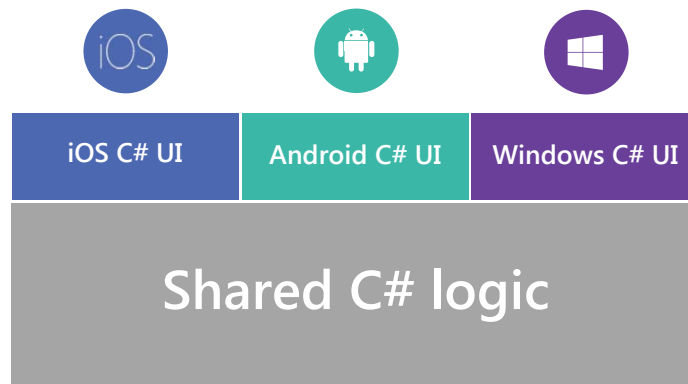 iOS
iOS C# UI
Android C# UI
Windows C# UI
Shared C# logic